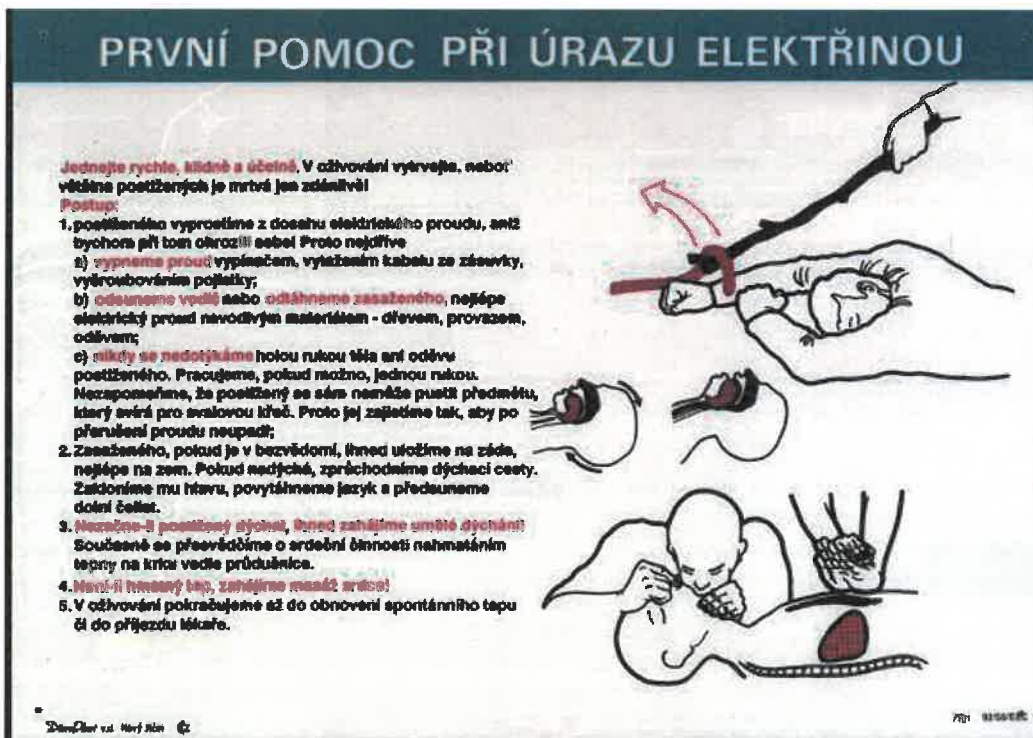 PRVNÍ POMOC PŘI ÚRAZU ELEKTŘINOU
Jednejte rychle, klidně a účelně. V oživování vytrvejte, neboť
většina postižených je mrtvá jen zdánlivě!
Postup:
1. postiženého vyprostíme z dosahu elektrického proudu, aniž
bychom při tom ohrozili sebe! Proto nejdříve
a) vypneme proud vypínačem, vytažením kabelu ze zásuvky,
vyšroubováním pojistky;
b) odsuneme vodič nebo odtáhneme zasaženého, nejlépe
elektrický proud nevodivým materiálem - dřevem, provazem,
oděvem;
c) nikdy se nedotýkáme holou rukou těla ani oděvu
postiženého. Pracujeme, pokud možno, jednou rukou.
Nezapomeňme, že postižený se sám nemůže pustit předmětu,
který svírá pro svalovou křeč. Proto jej zajistíme tak, aby po
přerušení proudu neupadl;
2. Zasaženého, pokud je v bezvědomí, ihned uložíme na záda,
nejlépe na zem. Pokud nedýchá, zprůchodníme dýchací cesty.
Zakloníme mu hlavu, povytáhneme jazyk a předsuneme
dolní čelist.
3. Nezačne-li postižený dýchat, ihned zahájíme umělé dýchání!
Současně se přesvědčíme o srdeční činnosti nahmatáním
tepny na krku vedle průdušnice.
4. Není-li hmatný tep, zahájíme masáž srdce!
5. V oživování pokračujeme až do obnovení spontánního tepu
či do příjezdu lékaře.